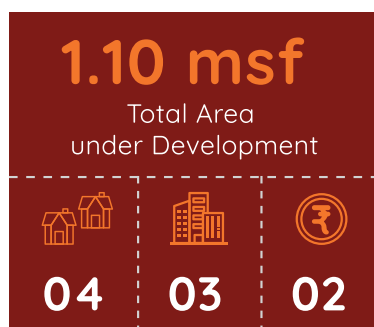 1.10 msf
Total Area
under Development
₹
04 03 02